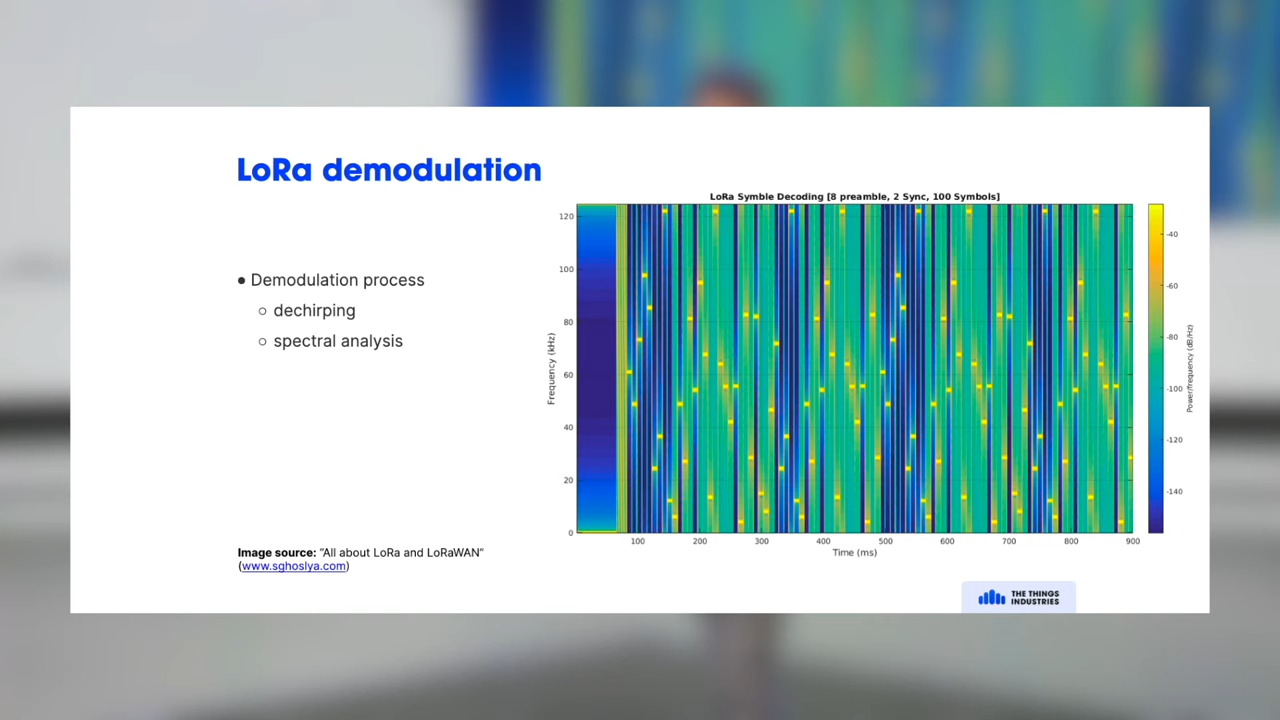 LoRa demodulation
● Demodulation process
○ dechirping
○ spectral analysis
Image source: "All about LoRa and LoRaWAN"
(www.sghoslya.com)
LoRa Symble Decoding [8 preamble, 2 Sync, 100 Symbols]
Frequency (kHz)
120
100
80
60
40
20
0
100 200 300 400 500 600 700 800 900
Time (ms)
-40
-60
-80
-100
-120
-140
Power/frequency (dB/Hz)
THE THINGS
INDUSTRIES